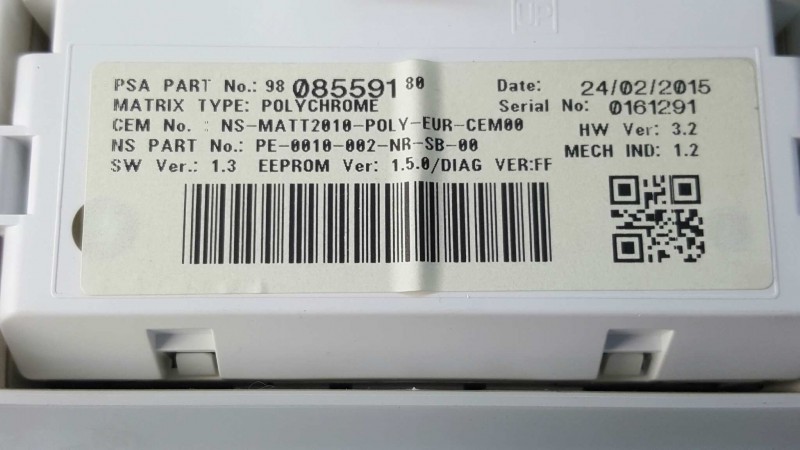 UP
PSA PART No.: 98 085591 80 Date: 24/02/2015
MATRIX TYPE: POLYCHROME Serial No: 0161291
CEM No. : NS-MATT2010-POLY-EUR-CEM00 HW Ver: 3.2
NS PART No.: PE-0010-002-NR-SB-00 MECH IND: 1.2
SW Ver.: 1.3 EEPROM Ver: 1.5.0/DIAG VER:FF